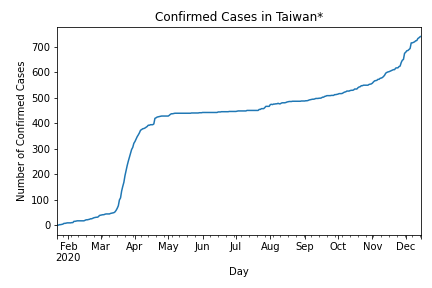 Confirmed Cases in Taiwan*
Number of Confirmed Cases
700
600
500
400
300
200
100
0
Feb Mar Apr May Jun Jul Aug Sep Oct Nov Dec
2020
Day